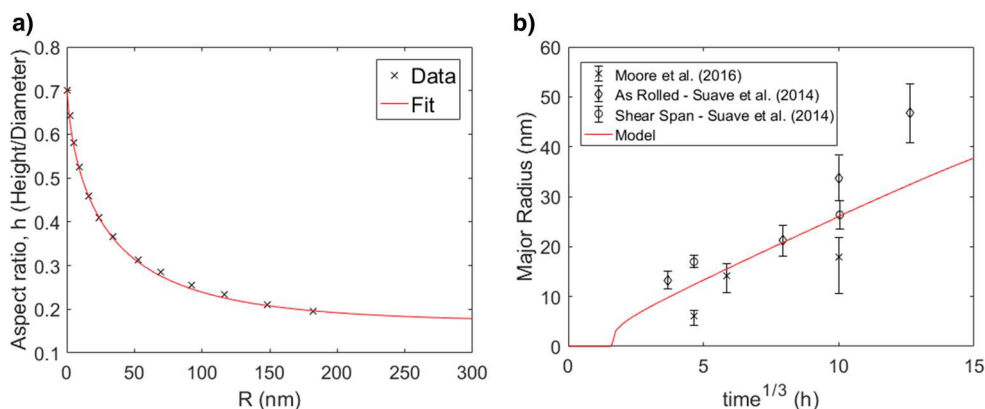 a)
Aspect ratio, h (Height/Diameter)
0.8
0.7
0.6
0.5
0.4
0.3
0.2
0.1
Data
Fit
0 50 100 150 200 250 300
R (nm)
b)
Major Radius (nm)
60
50
40
30
20
10
0
Moore et al. (2016)
As Rolled - Suave et al. (2014)
Shear Span - Suave et al. (2014)
Model
0 5 10 15
time1/3 (h)